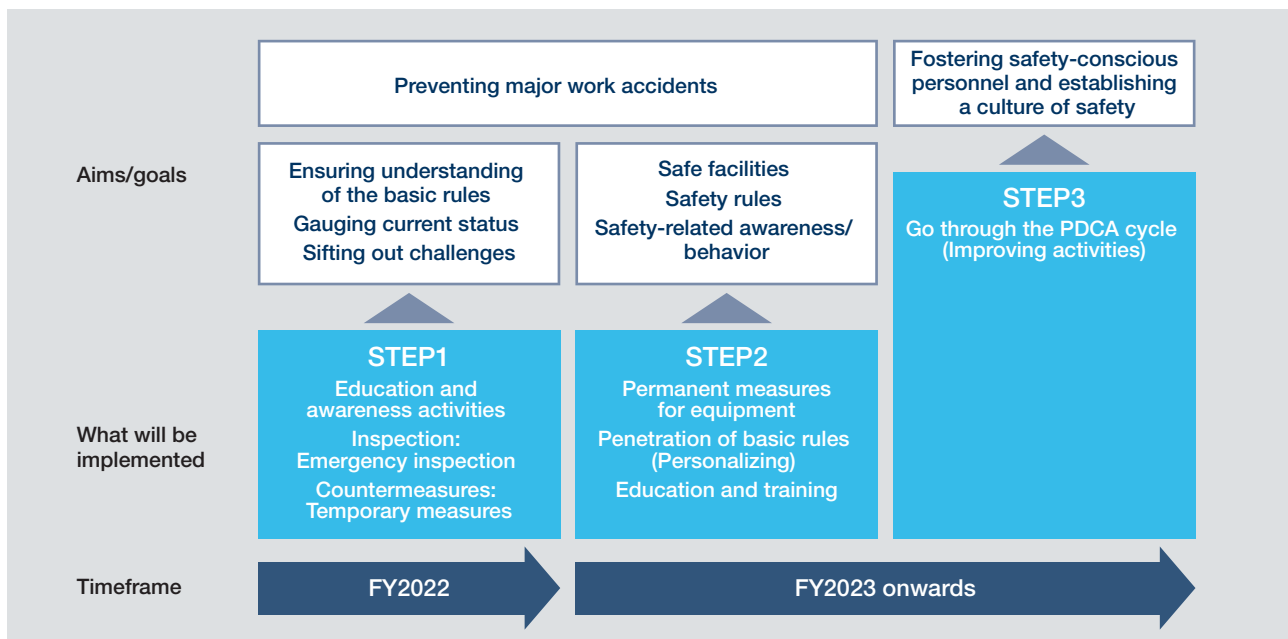 Preventing major work accidents
Fostering safety-conscious
personnel and establishing
a culture of safety
Aims/goals
Ensuring understanding
of the basic rules
Gauging current status
Sifting out challenges
Safe facilities
Safety rules
Safety-related awareness/
behavior
STEP3
Go through the PDCA cycle
(Improving activities)
What will be
implemented
STEP1
Education and
awareness activities
Inspection:
Emergency inspection
Countermeasures:
Temporary measures
STEP2
Permanent measures
for equipment
Penetration of basic rules
(Personalizing)
Education and training
Timeframe
FY2022
FY2023 onwards